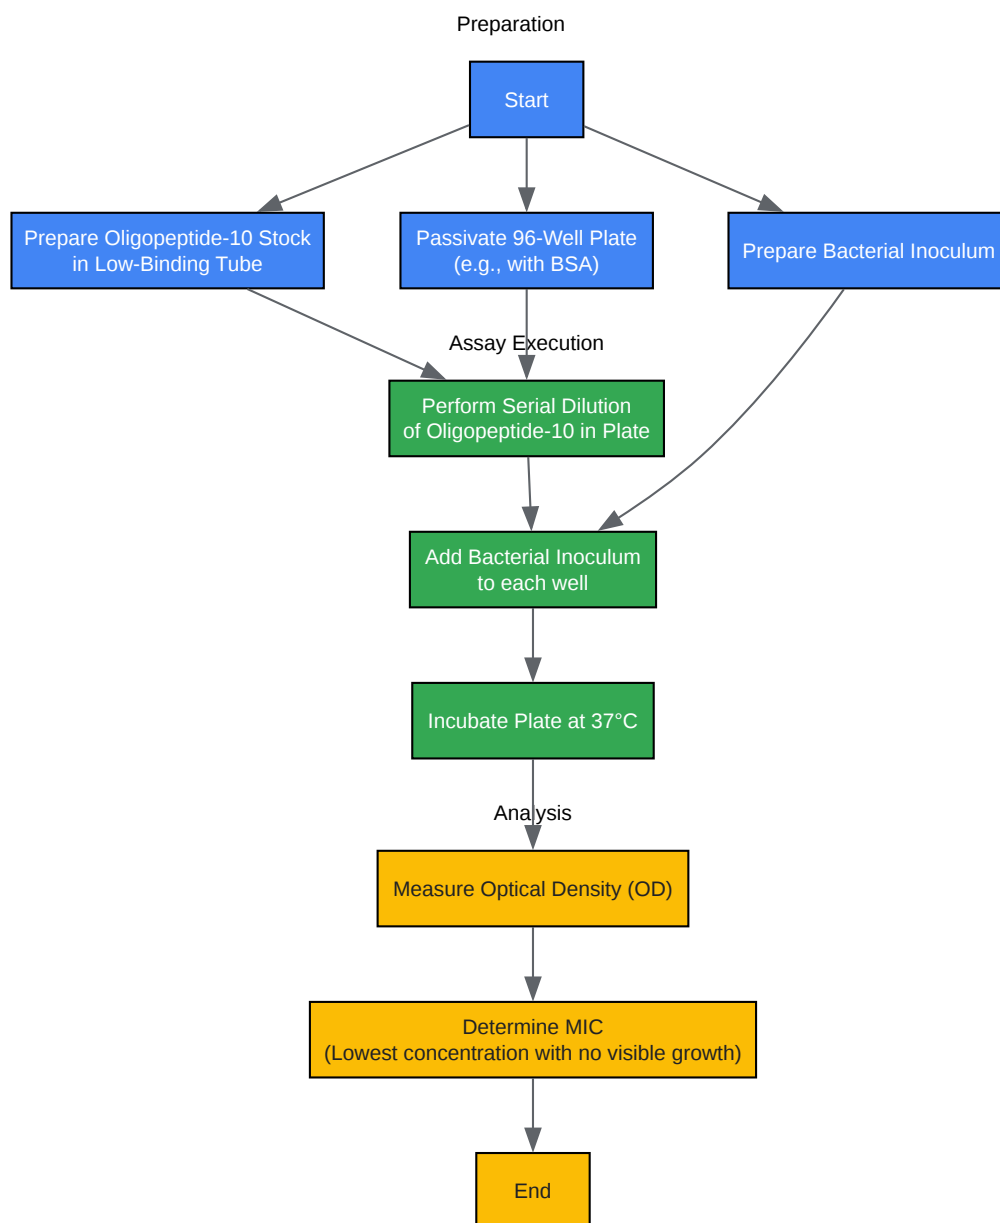 Preparation
Start
Prepare Oligopeptide-10 Stock
in Low-Binding Tube
Passivate 96-Well Plate
(e.g., with BSA)
Prepare Bacterial Inoculum
Assay Execution
Perform Serial Dilution
of Oligopeptide-10 in Plate
Add Bacterial Inoculum
to each well
Incubate Plate at 37°C
Analysis
Measure Optical Density (OD)
Determine MIC
(Lowest concentration with no visible growth)
End